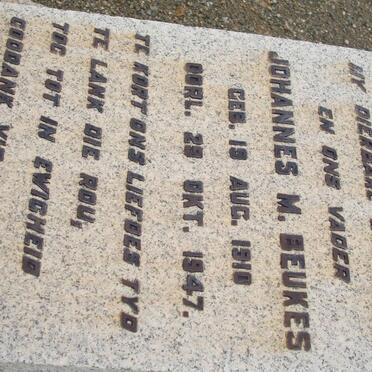 EN ONS VADER
JOHANNES M. BEUKES
GEB. 19 AUG. 1910
OORL. 29 OKT. 1947.
TE KORT ONS LIEFDES TYD
TE LANK DIE ROU,
TOG TOT IN EWIGHEID